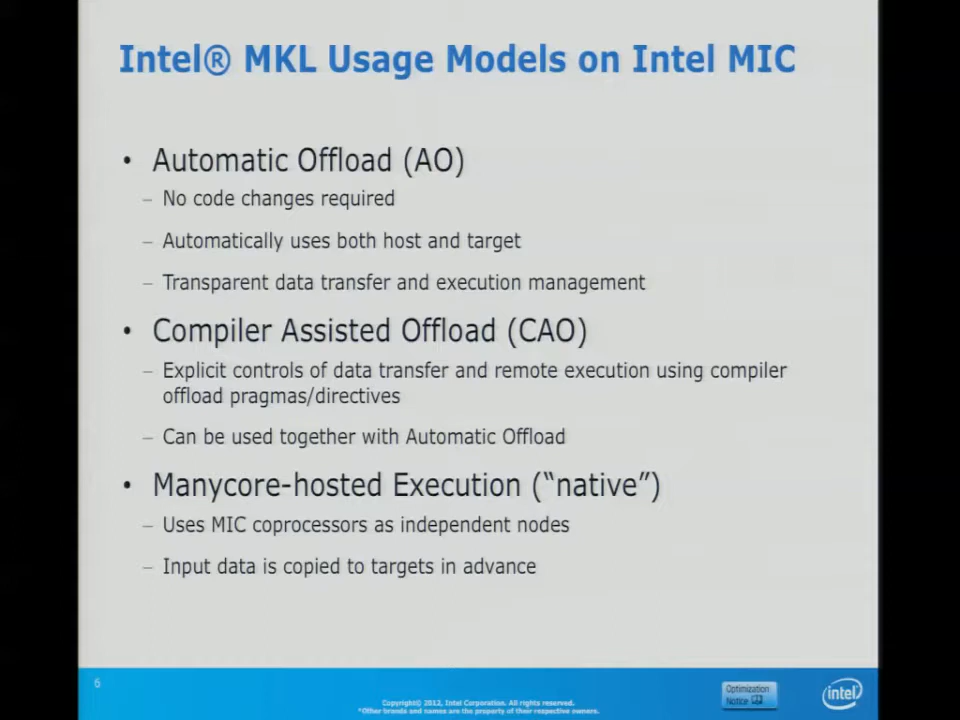 Intel® MKL Usage Models on Intel MIC
• Automatic Offload (AO)
– No code changes required
– Automatically uses both host and target
– Transparent data transfer and execution management
• Compiler Assisted Offload (CAO)
– Explicit controls of data transfer and remote execution using compiler
offload pragmas/directives
– Can be used together with Automatic Offload
• Manycore-hosted Execution (“native”)
– Uses MIC coprocessors as independent nodes
– Input data is copied to targets in advance
6
Copyright© 2012, Intel Corporation. All rights reserved.
*Other brands and names are the property of their respective owners.
Optimization
Notice
intel